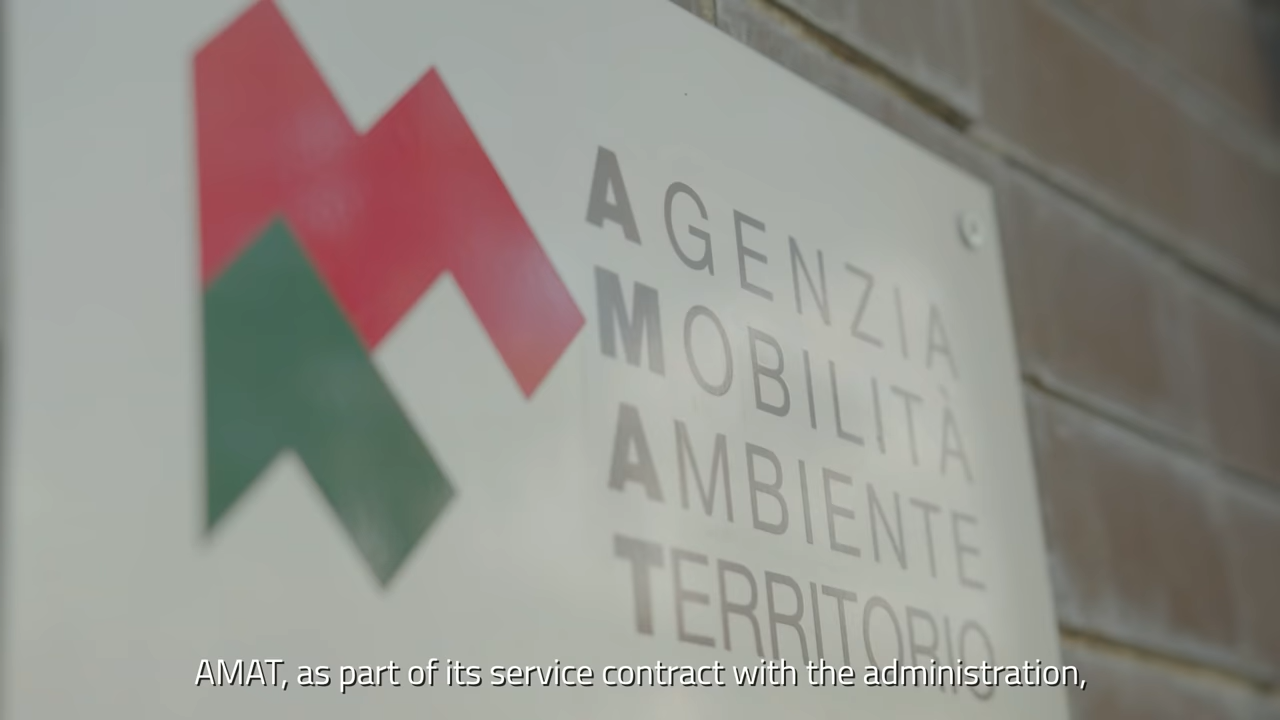 AGENZIA
MOBILITÀ
AMBIENTE
TERRITORIO
AMAT, as part of its service contract with the administration,